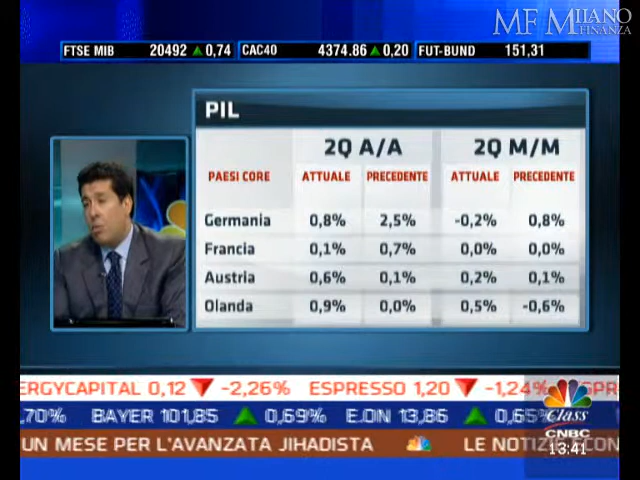 MF MILANO
FINANZA
FTSE MIB 20492 0,74 CAC40 4374.86 0,20 FUT-BUND 151,31
PIL
2Q A/A 2Q M/M
PAESI CORE ATTUALE PRECEDENTE ATTUALE PRECEDENTE
Germania 0,8% 2,5% -0,2% 0,8%
Francia 0,1% 0,7% 0,0% 0,0%
Austria 0,6% 0,1% 0,2% 0,1%
Olanda 0,9% 0,0% 0,5% -0,6%
ERGYCAPITAL 0,12 -2,26% ESPRESSO 1,20 -1,24%
,70% BAYER 101,85 0,69% E.ON 13,86 0,65%
Class
CNBC
UN MESE PER L'AVANZATA JIHADISTA LE NOTIZIE
13:41